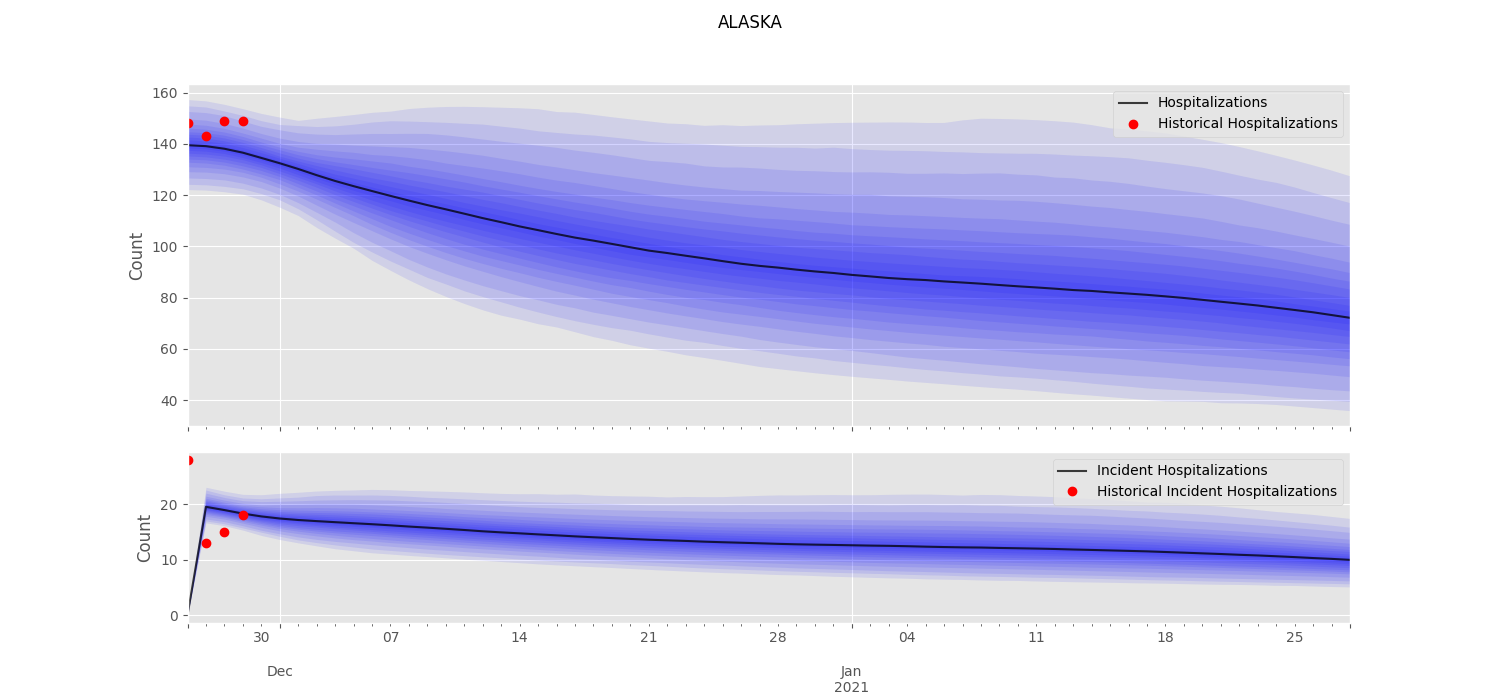 ALASKA
160
140
120
100
80
60
40
Count
Hospitalizations
Historical Hospitalizations
20
10
0
Count
Incident Hospitalizations
Historical Incident Hospitalizations
30 07 14 21 28 04 11 18 25
Dec Jan
2021